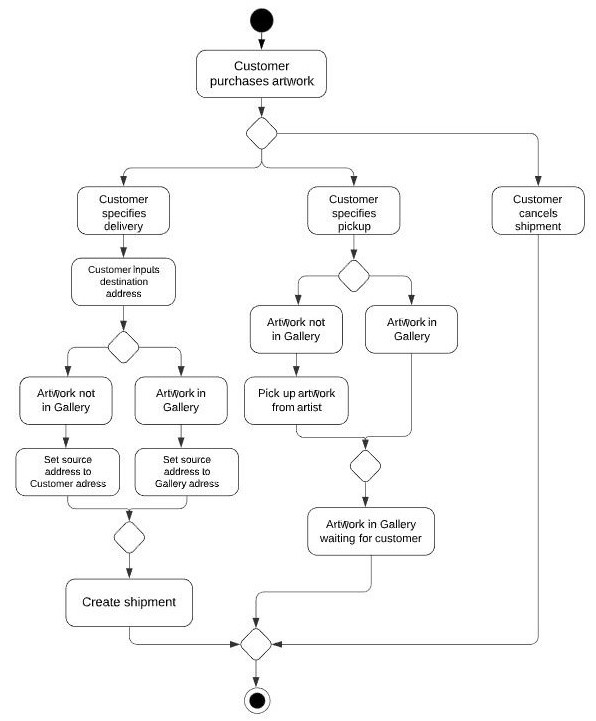 Customer
purchases artwork
Customer
specifies
delivery
Customer
specifies
pickup
Customer
cancels
shipment
Customer Inputs
destination
address
Artwork not
in Gallery
Artwork in
Gallery
Artwork not
in Gallery
Artwork in
Gallery
Pick up artwork
from artist
Set source
address to
Customer adress
Set source
address to
Gallery adress
Artwork in Gallery
waiting for customer
Create shipment